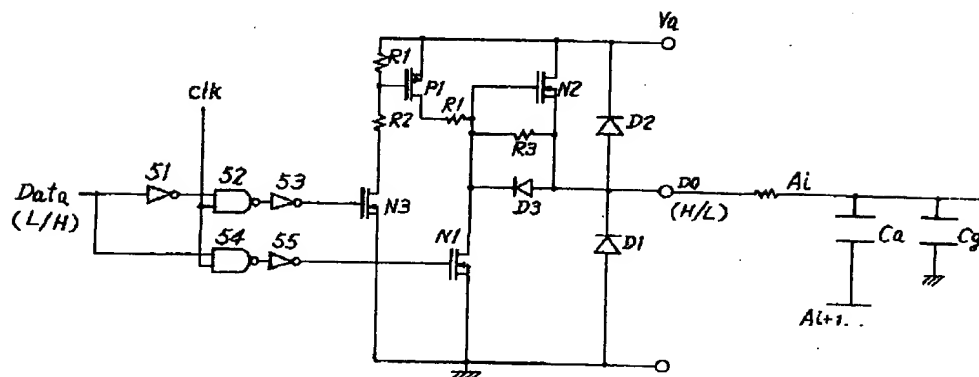 Va
R1
P1
N2
clk
R1
R2
R3
D2
51
52
53
Data
(L/H)
N3
D3
D0
(H/L)
Ai
54
55
N1
D1
Ca
Cg
Ai+1...